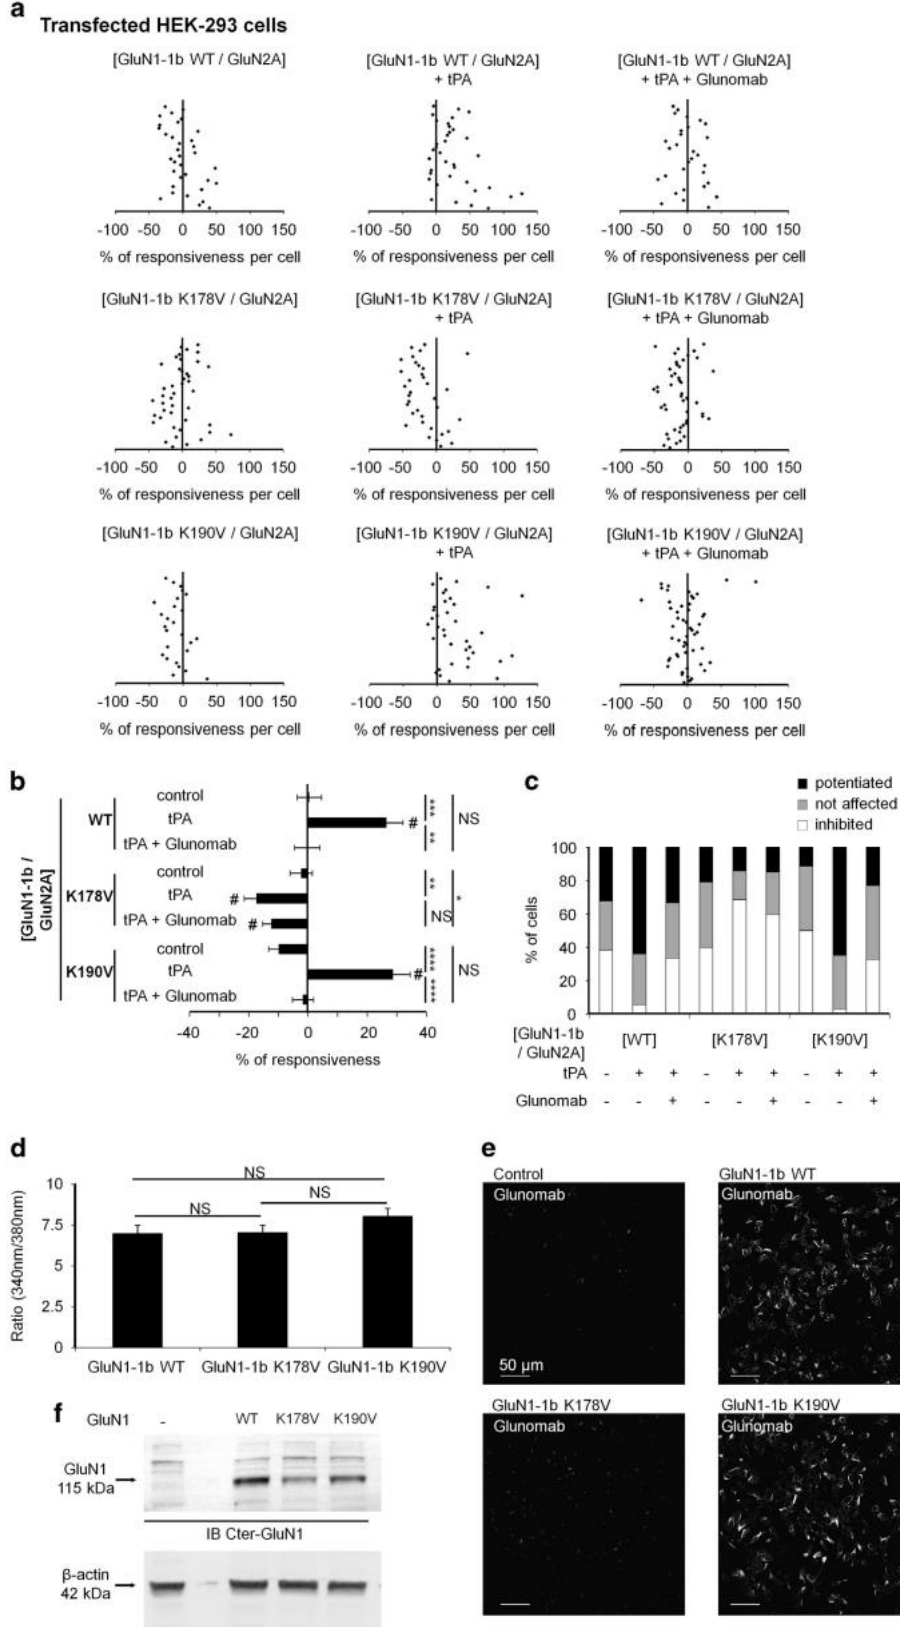 a
Transfected HEK-293 cells
[GluN1-1b WT / GluN2A]
[GluN1-1b WT / GluN2A]
+ tPA
[GluN1-1b WT / GluN2A]
+ tPA + Glunomab
-100 -50 0 50 100 150
-100 -50 0 50 100 150
-100 -50 0 50 100 150
% of responsiveness per cell
% of responsiveness per cell
% of responsiveness per cell
[GluN1-1b K178V / GluN2A]
[GluN1-1b K178V / GluN2A]
+ tPA
[GluN1-1b K178V / GluN2A]
+ tPA + Glunomab
-100 -50 0 50 100 150
-100 -50 0 50 100 150
-100 -50 0 50 100 150
% of responsiveness per cell
% of responsiveness per cell
% of responsiveness per cell
[GluN1-1b K190V / GluN2A]
[GluN1-1b K190V / GluN2A]
+ tPA
[GluN1-1b K190V / GluN2A]
+ tPA + Glunomab
-100 -50 0 50 100 150
-100 -50 0 50 100 150
-100 -50 0 50 100 150
% of responsiveness per cell
% of responsiveness per cell
% of responsiveness per cell
b
[GluN1-1b /
GluN2A]
WT
control
tPA
tPA + Glunomab
#
***
**
NS
K178V
control
tPA
tPA + Glunomab
#
#
**
NS
*
K190V
control
tPA
tPA + Glunomab
#
****
****
NS
-40 -20 0 20 40
% of responsiveness
c
potentiated
not affected
inhibited
% of cells
100
80
60
40
20
0
[GluN1-1b
/ GluN2A]
[WT] [K178V] [K190V]
tPA - + + - + + - + +
Glunomab - - + - - + - - +
d
Ratio (340nm/380nm)
10
7.5
5
2.5
0
NS
NS
NS
GluN1-1b WT GluN1-1b K178V GluN1-1b K190V
e
Control
Glunomab
50 µm
GluN1-1b WT
Glunomab
GluN1-1b K178V
Glunomab
GluN1-1b K190V
Glunomab
f
GluN1 - WT K178V K190V
GluN1
115 kDa
IB Cter-GluN1
β-actin
42 kDa